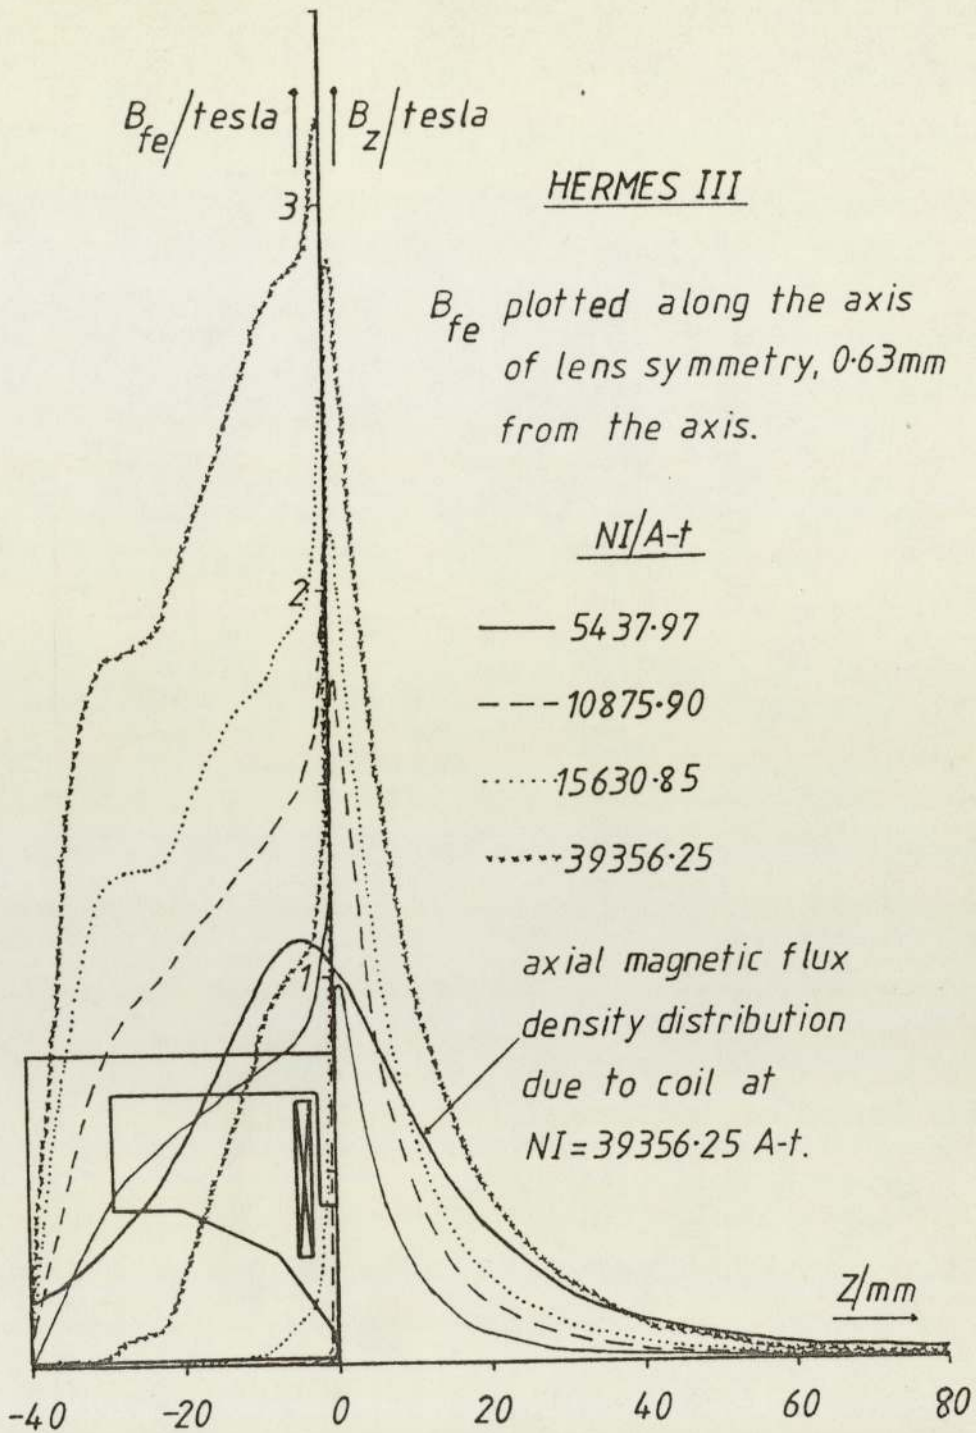 B_fe/tesla
B_z/tesla
HERMES III
3
B_fe plotted along the axis
of lens symmetry, 0·63mm
from the axis.
NI/A-t
2
5437·97
10875·90
15630·85
39356·25
1
axial magnetic flux
density distribution
due to coil at
NI=39356·25 A-t.
Z/mm
-40 -20 0 20 40 60 80